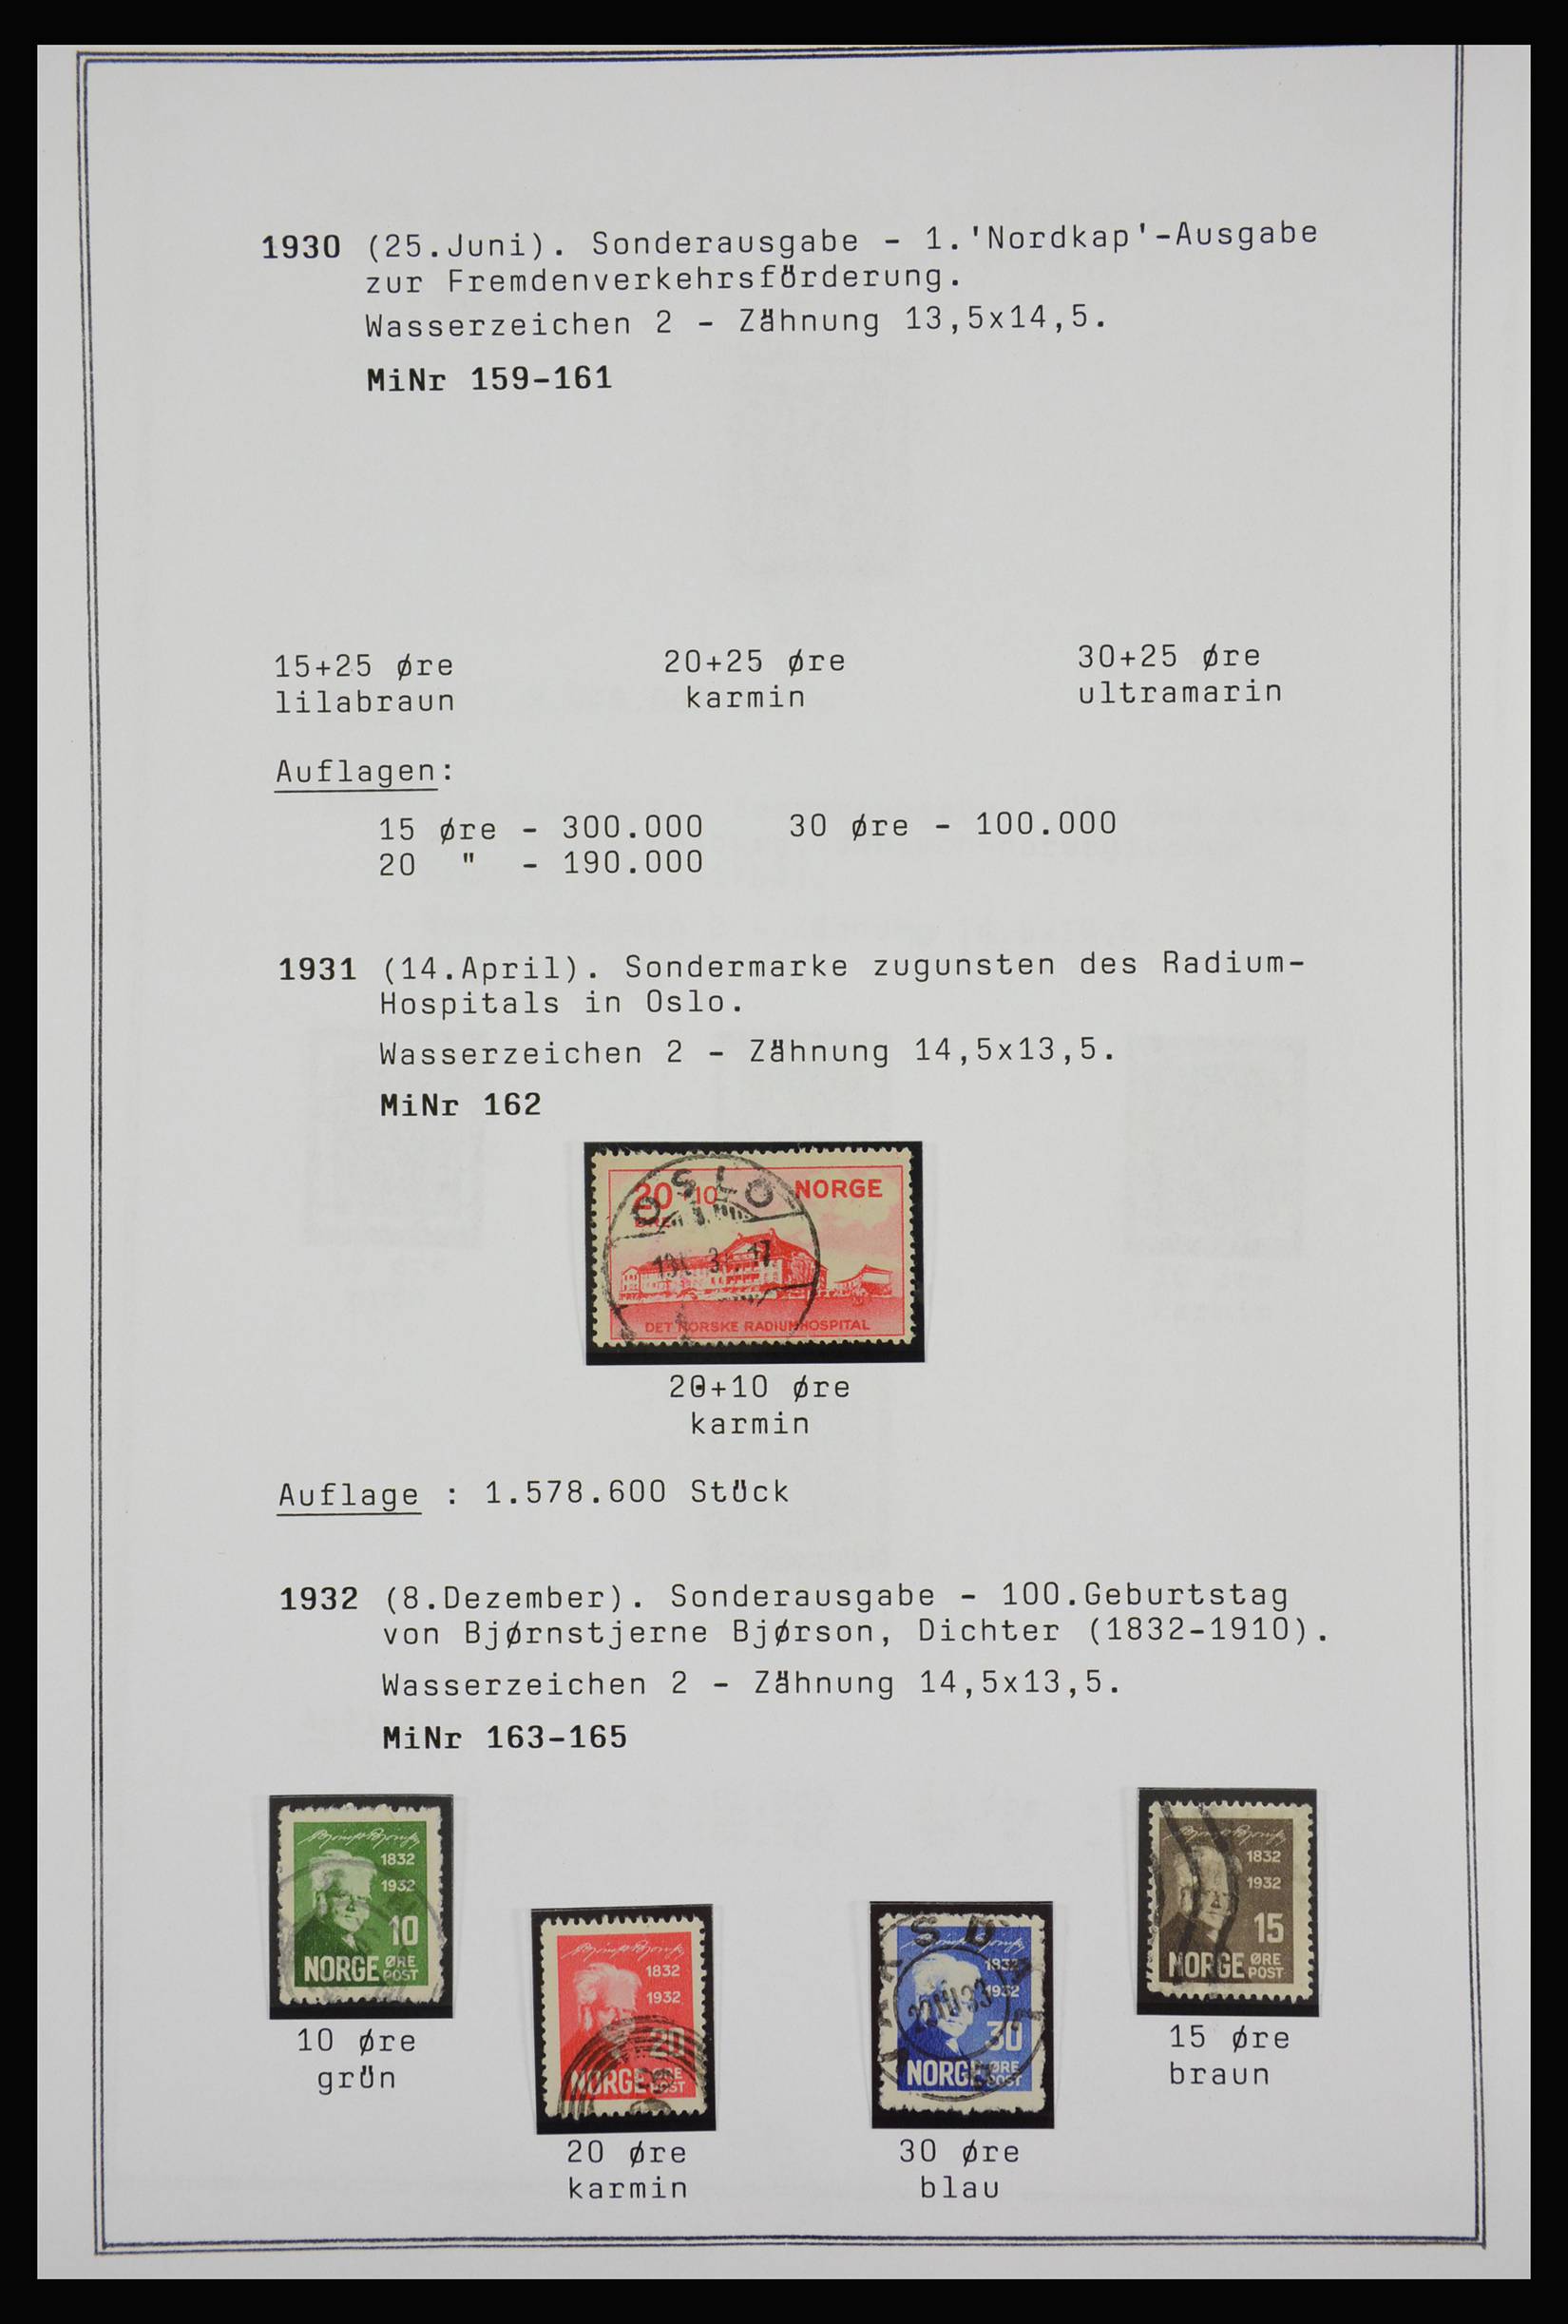 1930 (25.Juni). Sonderausgabe - 1.'Nordkap'-Ausgabe
zur Fremdenverkehrsförderung.
Wasserzeichen 2 - Zähnung 13,5x14,5.
MiNr 159-161
15+25 øre
lilabraun
20+25 øre
karmin
30+25 øre
ultramarin
Auflagen:
15 øre - 300.000 30 øre - 100.000
20 " - 190.000
1931 (14.April). Sondermarke zugunsten des Radium-
Hospitals in Oslo.
Wasserzeichen 2 - Zähnung 14,5x13,5.
MiNr 162
20+10 NORGE
ØRE
OSLO
DET NORSKE RADIUMHOSPITAL
20+10 øre
karmin
Auflage : 1.578.600 Stück
1932 (8.Dezember). Sonderausgabe - 100.Geburtstag
von Bjørnstjerne Bjørson, Dichter (1832-1910).
Wasserzeichen 2 - Zähnung 14,5x13,5.
MiNr 163-165
1832
1932
10
NORGE ØRE POST
10 øre
grün
1832
1932
20
NORGE ØRE POST
20 øre
karmin
1832
1932
30
NORGE ØRE POST
30 øre
blau
1832
1932
15
NORGE ØRE POST
15 øre
braun